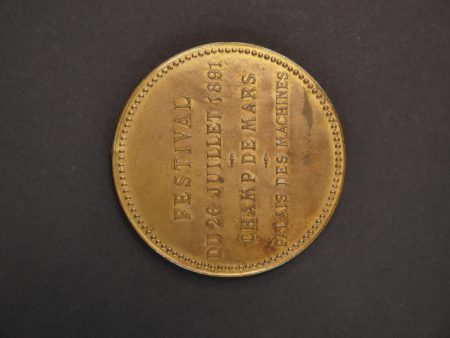 FESTIVAL
DU 26 JUILLET 1891
CHAMP DE MARS
PALAIS DES MACHINES